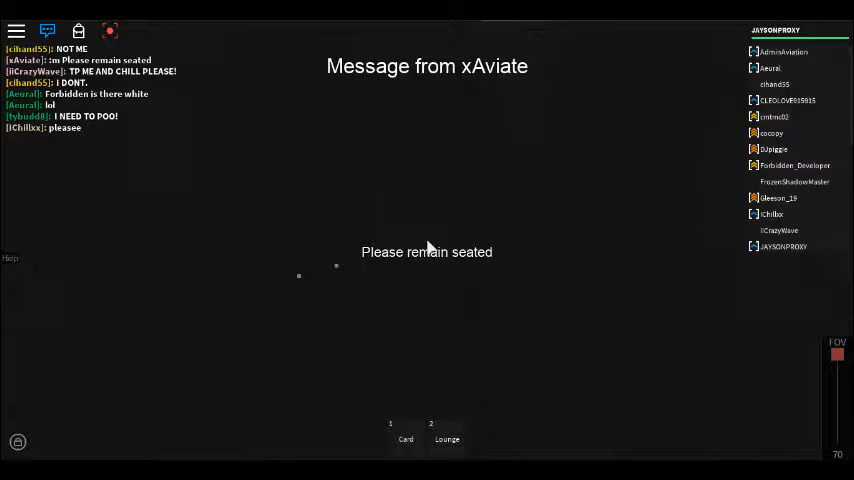 [cihand55]: NOT ME
[xAviate]: :m Please remain seated
[iiCrazyWave]: TP ME AND CHILL PLEASE!
[cihand55]: I DONT.
[Aeural]: Forbidden is there white
[Aeural]: lol
[tybudd8]: I NEED TO POO!
[IChillxx]: pleasee
Message from xAviate
Please remain seated
JAYSONPROXY
AdminAviation
Aeural
cihand55
CLEOLOVE915915
cmtmc02
cocopy
DJpiggie
Forbidden_Developer
FrozenShadowMaster
Gleeson_19
IChillxx
iiCrazyWave
JAYSONPROXY
Help
FOV
70
1
Card
2
Lounge